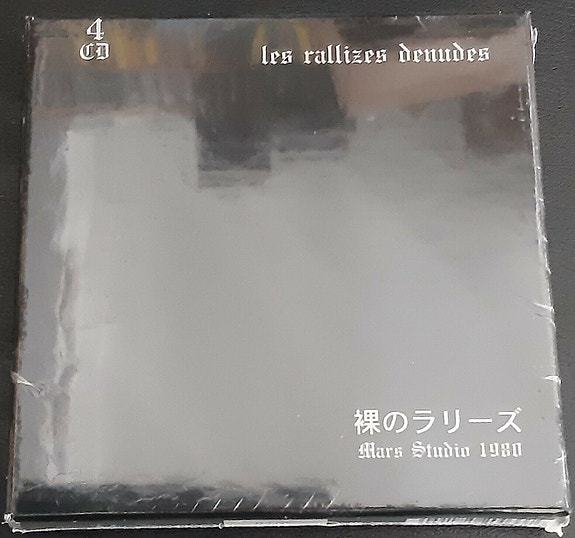 4
CD
les rallizes denudes
裸のラリーズ
Mars Studio 1980